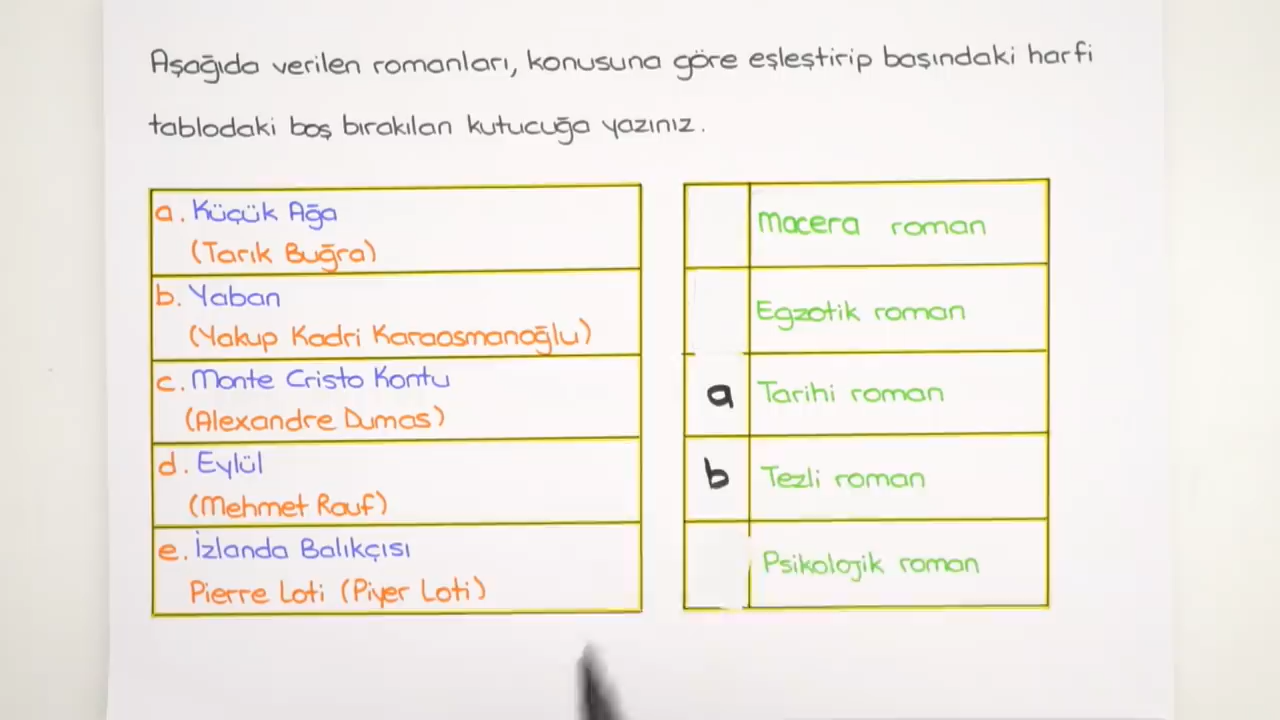 Aşağıda verilen romanları, konusuna göre eşleştirip başındaki harfi
tablodaki boş bırakılan kutucuğa yazınız.
a. Küçük Ağa
(Tarık Buğra)
b. Yaban
(Yakup Kadri Karaosmanoğlu)
c. Monte Cristo Kontu
(Alexandre Dumas)
d. Eylül
(Mehmet Rauf)
e. İzlanda Balıkçısı
Pierre Loti (Piyer Loti)
Macera roman
Egzotik roman
a Tarihi roman
b Tezli roman
Psikolojik roman